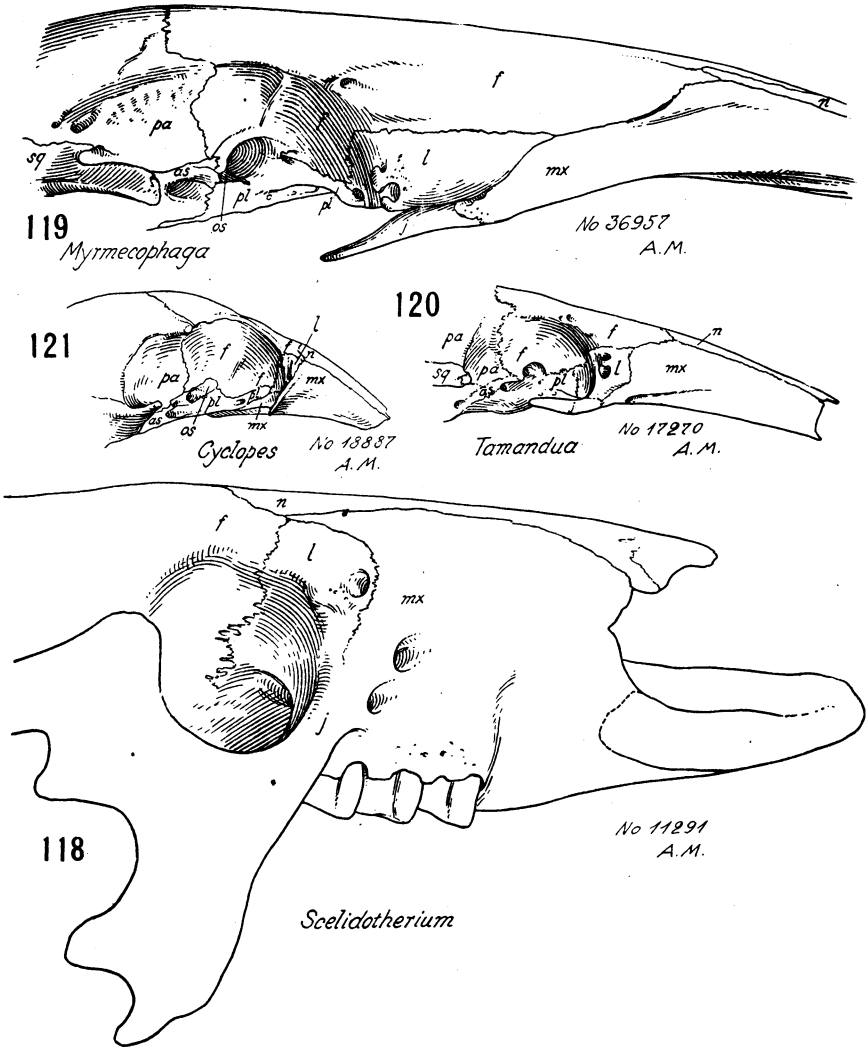 f
n
pa
f
sq
as
l
mx
pl
pl
os
j
119
Myrmecophaga
No 36957
A.M.
120
121
l
n
f
n
pa
f
f
mx
pa
f
sq
pa
l
mx
pl
pl
as
pl
as
os
mx
j
Cyclopes
No 18887
A.M.
Tamandua
No 17270
A.M.
n
f
l
mx
j
118
No 11291
A.M.
Scelidotherium